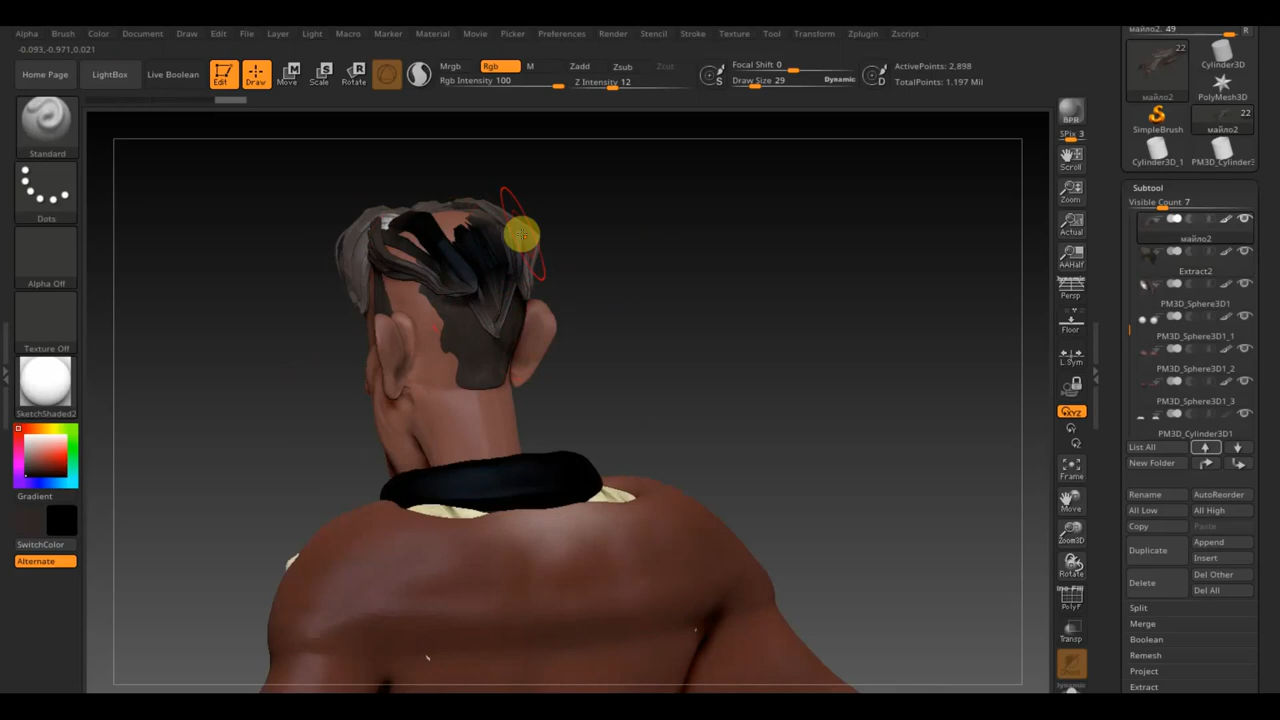 Alpha Brush Color Document Draw Edit File Layer Light Macro Marker Material Movie Picker Preferences Render Stencil Stroke Texture Tool Transform Zplugin Zscript
-0.093,-0.971,0.021
Home Page LightBox Live Boolean Edit Draw Move Scale Rotate
Mrgb Rgb M Zadd Zsub Zcut
Rgb Intensity 100 Z Intensity 12
S Focal Shift 0
Draw Size 29 Dynamic D
ActivePoints: 2,898
TotalPoints: 1.197 Mil
Standard
Dots
Alpha Off
Texture Off
SketchShaded2
Gradient
SwitchColor
Alternate
BPR
SPix 3
Scroll
Zoom
Actual
AAHalf
Dynamic
Persp
Floor
L.Sym
XYZ
Frame
Move
Zoom3D
Rotate
PolyF
Transp
Dynamic
майло2. 49 R
22
майло2
Cylinder3D
PolyMesh3D
SimpleBrush
22
майло2
Cylinder3D_1 PM3D_Cylinder3
Subtool
Visible Count 7
майло2
Extract2
PM3D_Sphere3D1
PM3D_Sphere3D1_1
PM3D_Sphere3D1_2
PM3D_Sphere3D1_3
PM3D_Cylinder3D1
List All
New Folder
Rename AutoReorder
All Low All High
Copy Paste
Duplicate Append
Insert
Delete Del Other
Del All
Split
Merge
Boolean
Remesh
Project
Extract